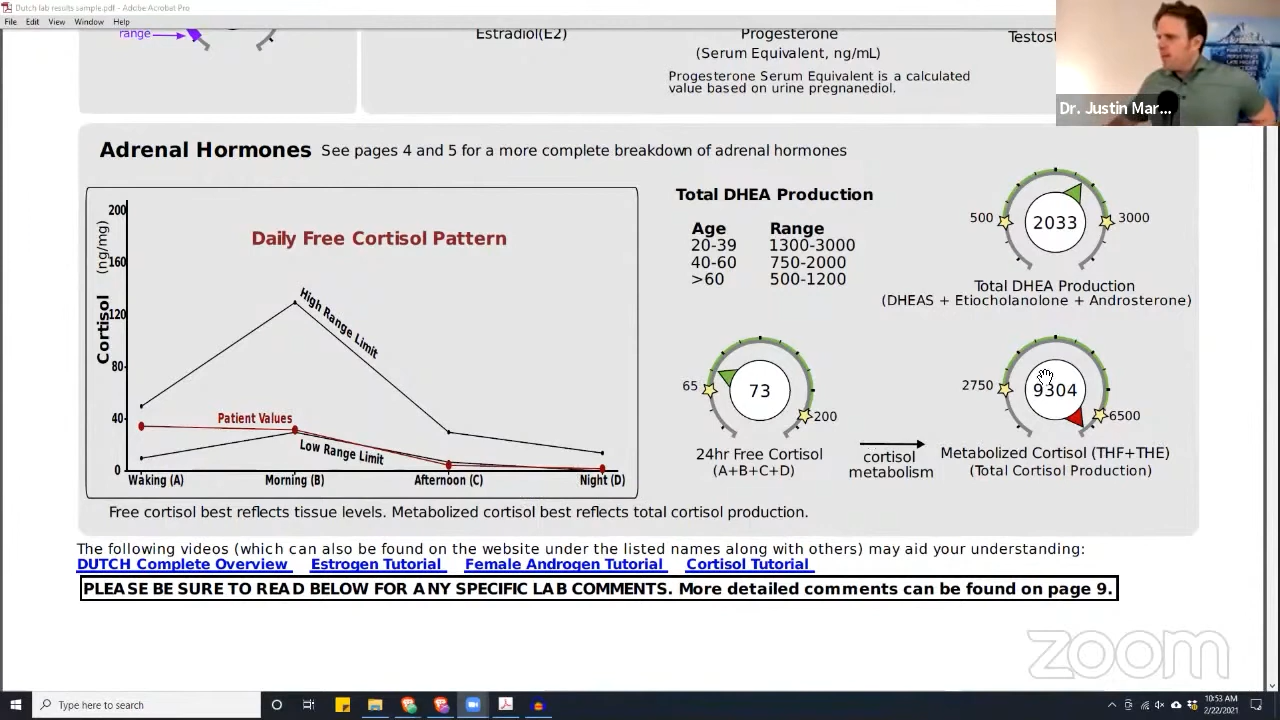 Dutch lab results sample.pdf - Adobe Acrobat Pro
File Edit View Window Help
range
Estradiol(E2)
Progesterone
Testost
(Serum Equivalent, ng/mL)
Progesterone Serum Equivalent is a calculated
value based on urine pregnanediol.
Dr. Justin Mar...
Adrenal Hormones See pages 4 and 5 for a more complete breakdown of adrenal hormones
Daily Free Cortisol Pattern
Cortisol (ng/mg)
200
160
120
80
40
0
High Range Limit
Patient Values
Low Range Limit
Waking (A) Morning (B) Afternoon (C) Night (D)
Total DHEA Production
Age Range
20-39 1300-3000
40-60 750-2000
>60 500-1200
500 2033 3000
Total DHEA Production
(DHEAS + Etiocholanolone + Androsterone)
65 73 200
24hr Free Cortisol
(A+B+C+D)
cortisol
metabolism
2750 9304 6500
Metabolized Cortisol (THF+THE)
(Total Cortisol Production)
Free cortisol best reflects tissue levels. Metabolized cortisol best reflects total cortisol production.
The following videos (which can also be found on the website under the listed names along with others) may aid your understanding:
DUTCH Complete Overview Estrogen Tutorial Female Androgen Tutorial Cortisol Tutorial
PLEASE BE SURE TO READ BELOW FOR ANY SPECIFIC LAB COMMENTS. More detailed comments can be found on page 9.
zoom
Type here to search
10:53 AM
2/22/2021